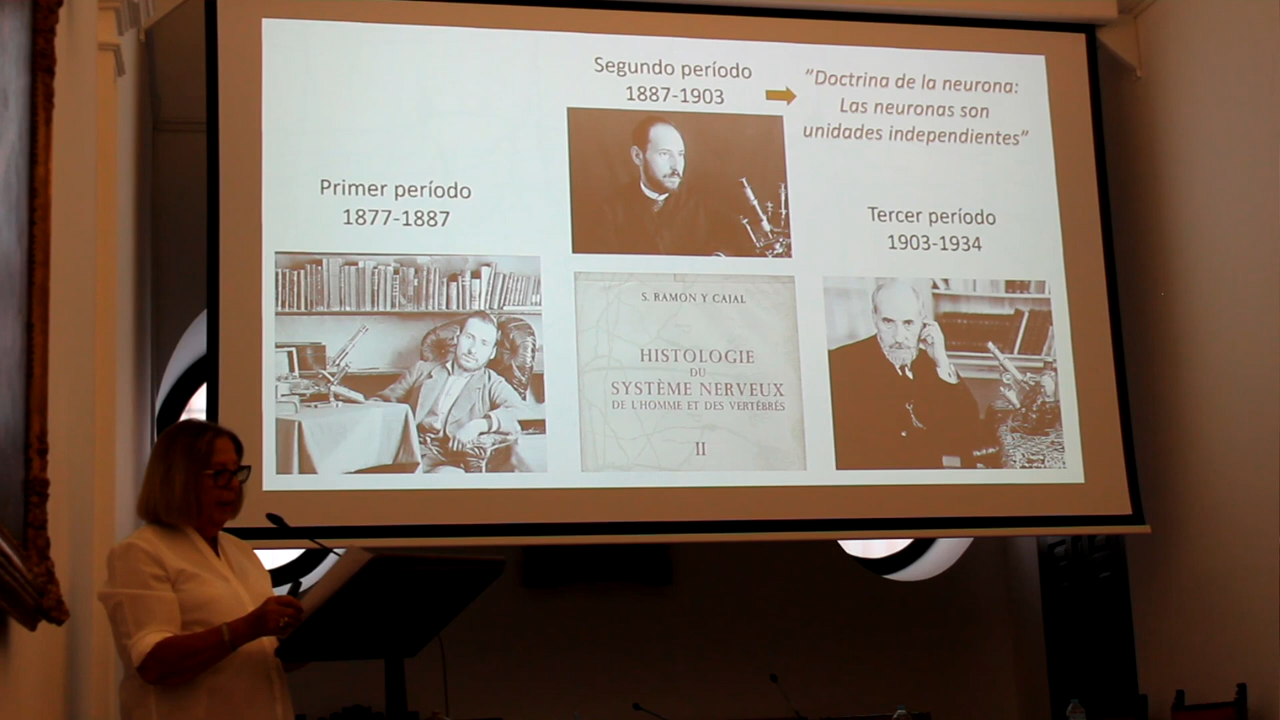 Primer período
1877-1887
Segundo período
1887-1903
"Doctrina de la neurona:
Las neuronas son
unidades independientes"
S. RAMON Y CAJAL
HISTOLOGIE
DU
SYSTÈME NERVEUX
DE L'HOMME ET DES VERTÉBRÉS
II
Tercer período
1903-1934